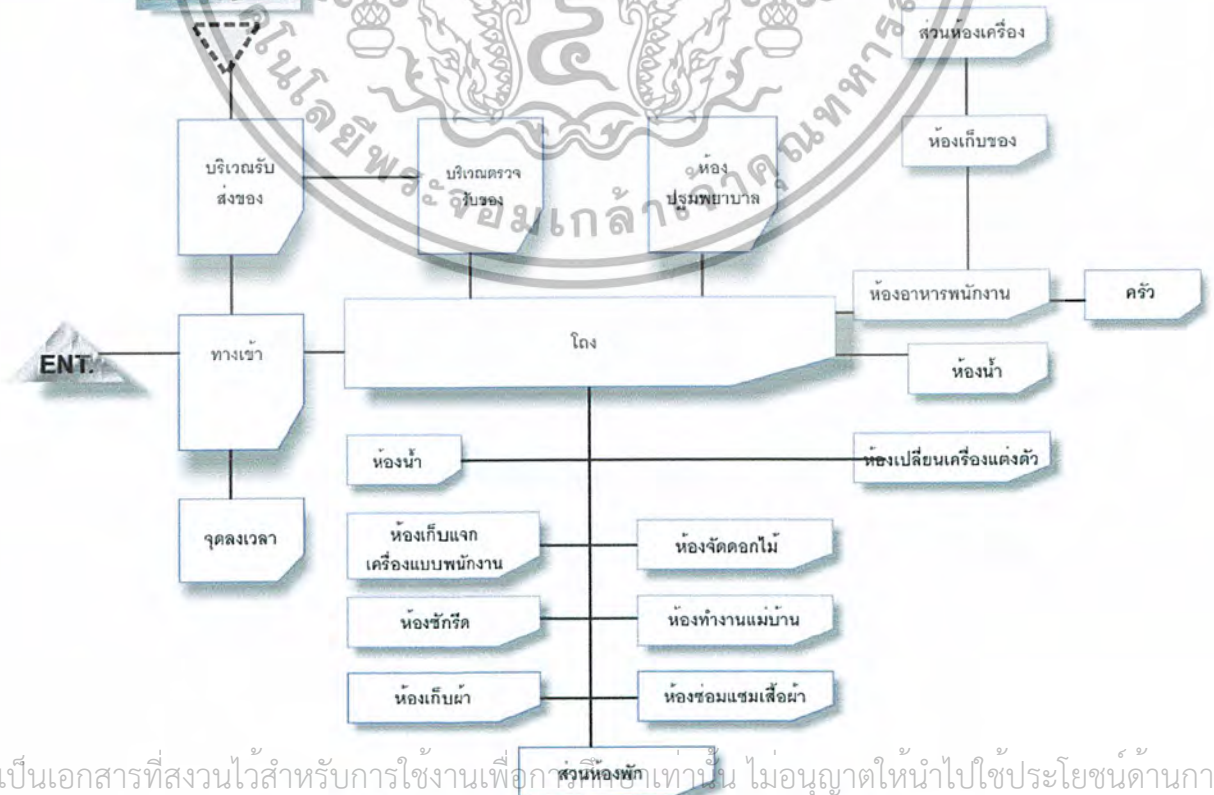 ส่วนห้องเครื่อง
ห้องเก็บของ
บริเวณรับ
ส่งของ
บริเวณตรวจ
รับของ
ห้อง
ปฐมพยาบาล
ห้องอาหารพนักงาน
ครัว
ENT.
ทางเข้า
โถง
ห้องน้ำ
ห้องน้ำ
ห้องเปลี่ยนเครื่องแต่งตัว
จุดลงเวลา
ห้องเก็บแจก
เครื่องแบบพนักงาน
ห้องจัดดอกไม้
ห้องซักรีด
ห้องทำงานแม่บ้าน
ห้องเก็บผ้า
ห้องซ่อมแซมเสื้อผ้า
ส่วนห้องพัก
เป็นเอกสารที่สงวนไว้สำหรับการใช้งานเพื่อการศึกษาเท่านั้น ไม่อนุญาตให้นำไปใช้ประโยชน์ด้านกา